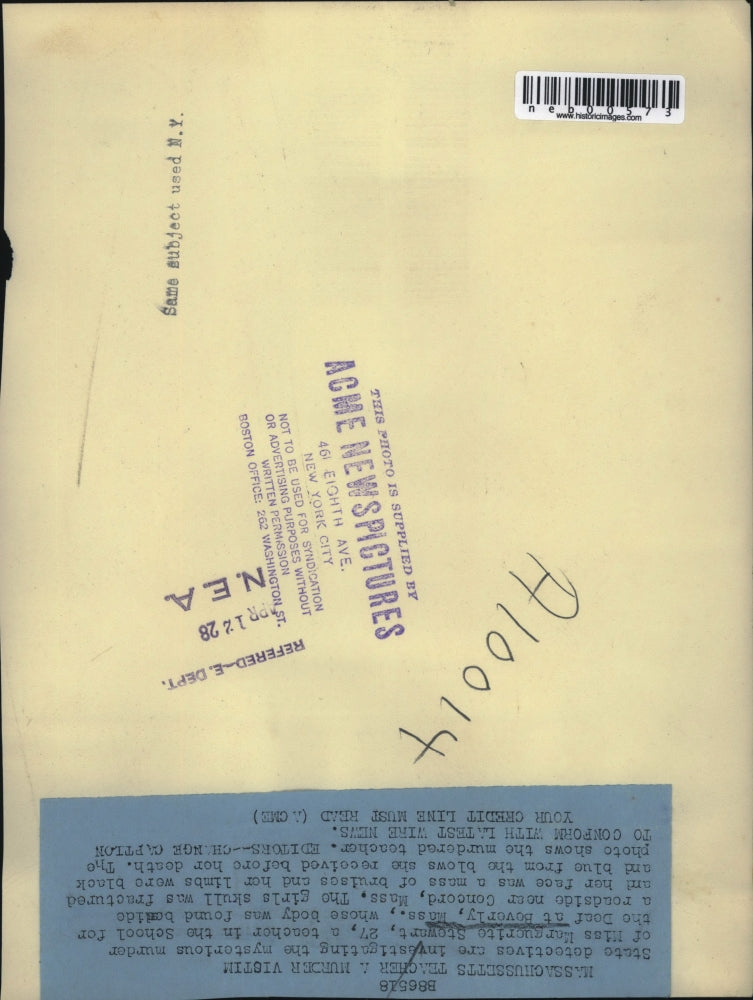 neb00573
www.historicimages.com
Same subject used N.Y.
THIS PHOTO IS SUPPLIED BY
ACME NEWSPICTURES
461 EIGHTH AVE.
NEW YORK CITY
NOT TO BE USED FOR SYNDICATION
OR ADVERTISING PURPOSES WITHOUT
WRITTEN PERMISSION
BOSTON OFFICE: 262 WASHINGTON ST.
N.E.A
APR 12 28
REFERED-E. DEPT.
A10014
B86518
MASSACHUSSETTS TEACHER A MURDER VICTIM
State detectives are investigating the mysterious murder
of Miss Marguerite Stewart, 27, a teacher in the School for
the Deaf at Beverly, Mass., whose body was found beside
a roadside near Concord, Mass. The girls skull was fractured
and her face was a mass of bruises and her limbs were black
and blue from the blows she received before her death. The
photo shows the murdered teacher. EDITORS--CHANGE CAPTION
TO CONFORM WITH LATEST WIRE NEWS.
YOUR CREDIT LINE MUST READ (ACME)